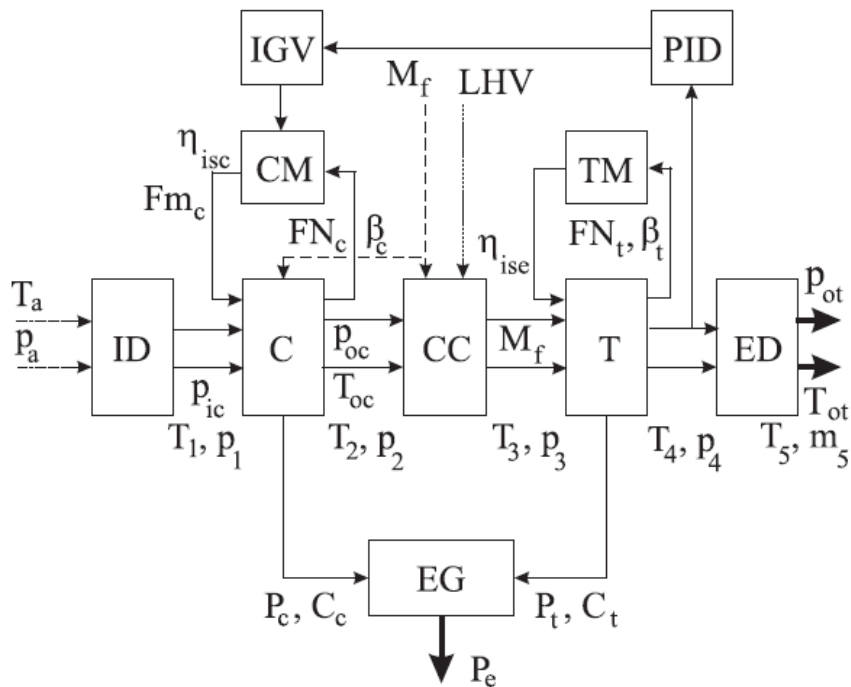 IGV
PID
M_f
LHV
η_isc
CM
TM
Fm_c
FN_c
β_c
η_ise
FN_t, β_t
T_a
p_a
ID
C
p_oc
CC
M_f
T
ED
p_ot
p_ic
T_oc
T_ot
T_1, p_1
T_2, p_2
T_3, p_3
T_4, p_4
T_5, m_5
EG
P_c, C_c
P_t, C_t
P_e